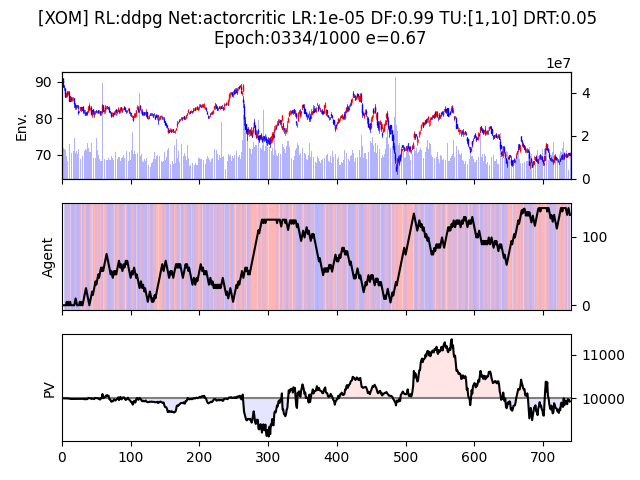 [XOM] RL:ddpg Net:actorcritic LR:1e-05 DF:0.99 TU:[1,10] DRT:0.05
Epoch:0334/1000 e=0.67
1e7
90
80
70
Env.
4
2
0
Agent
100
0
PV
11000
10000
0 100 200 300 400 500 600 700